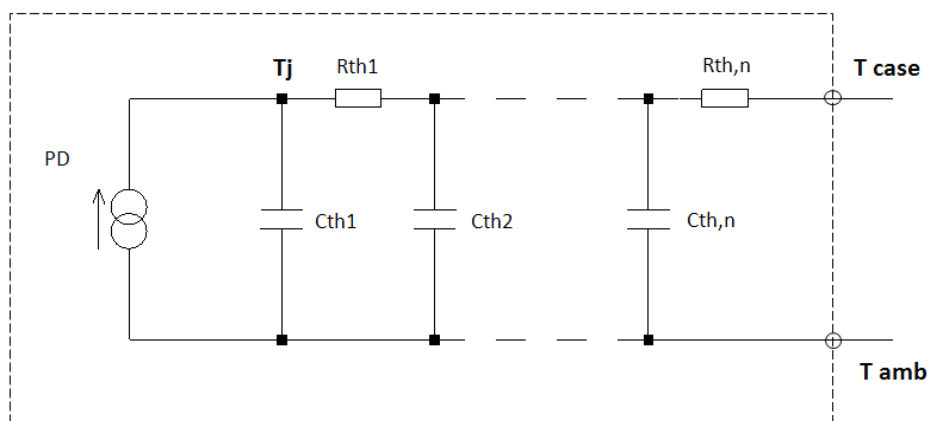 Tj
Rth1
Rth,n
T case
PD
Cth1
Cth2
Cth,n
T amb